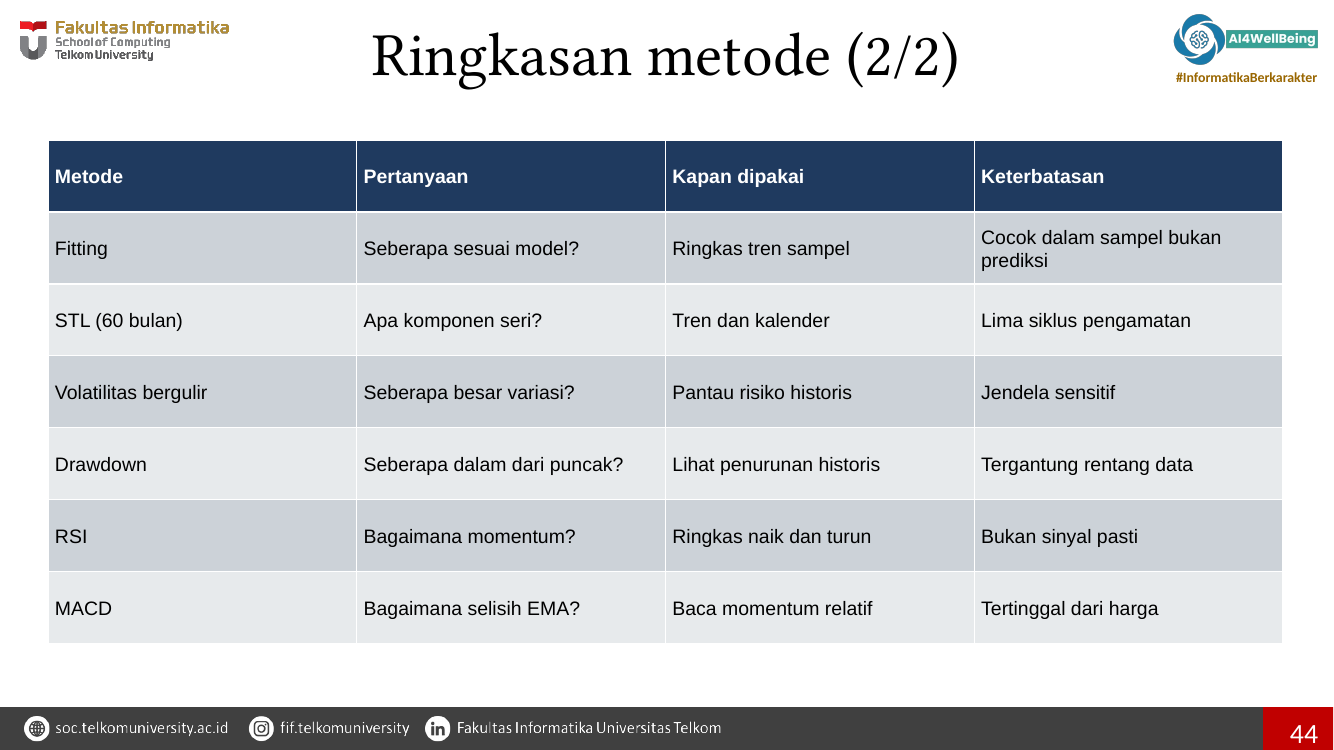 Fakultas Informatika
School of Computing
Telkom University
Ringkasan metode (2/2)
AI4WellBeing
#InformatikaBerkarakter
Metode Pertanyaan Kapan dipakai Keterbatasan
Fitting Seberapa sesuai model? Ringkas tren sampel Cocok dalam sampel bukan
prediksi
STL (60 bulan) Apa komponen seri? Tren dan kalender Lima siklus pengamatan
Volatilitas bergulir Seberapa besar variasi? Pantau risiko historis Jendela sensitif
Drawdown Seberapa dalam dari puncak? Lihat penurunan historis Tergantung rentang data
RSI Bagaimana momentum? Ringkas naik dan turun Bukan sinyal pasti
MACD Bagaimana selisih EMA? Baca momentum relatif Tertinggal dari harga
soc.telkomuniversity.ac.id fif.telkomuniversity in Fakultas Informatika Universitas Telkom
44